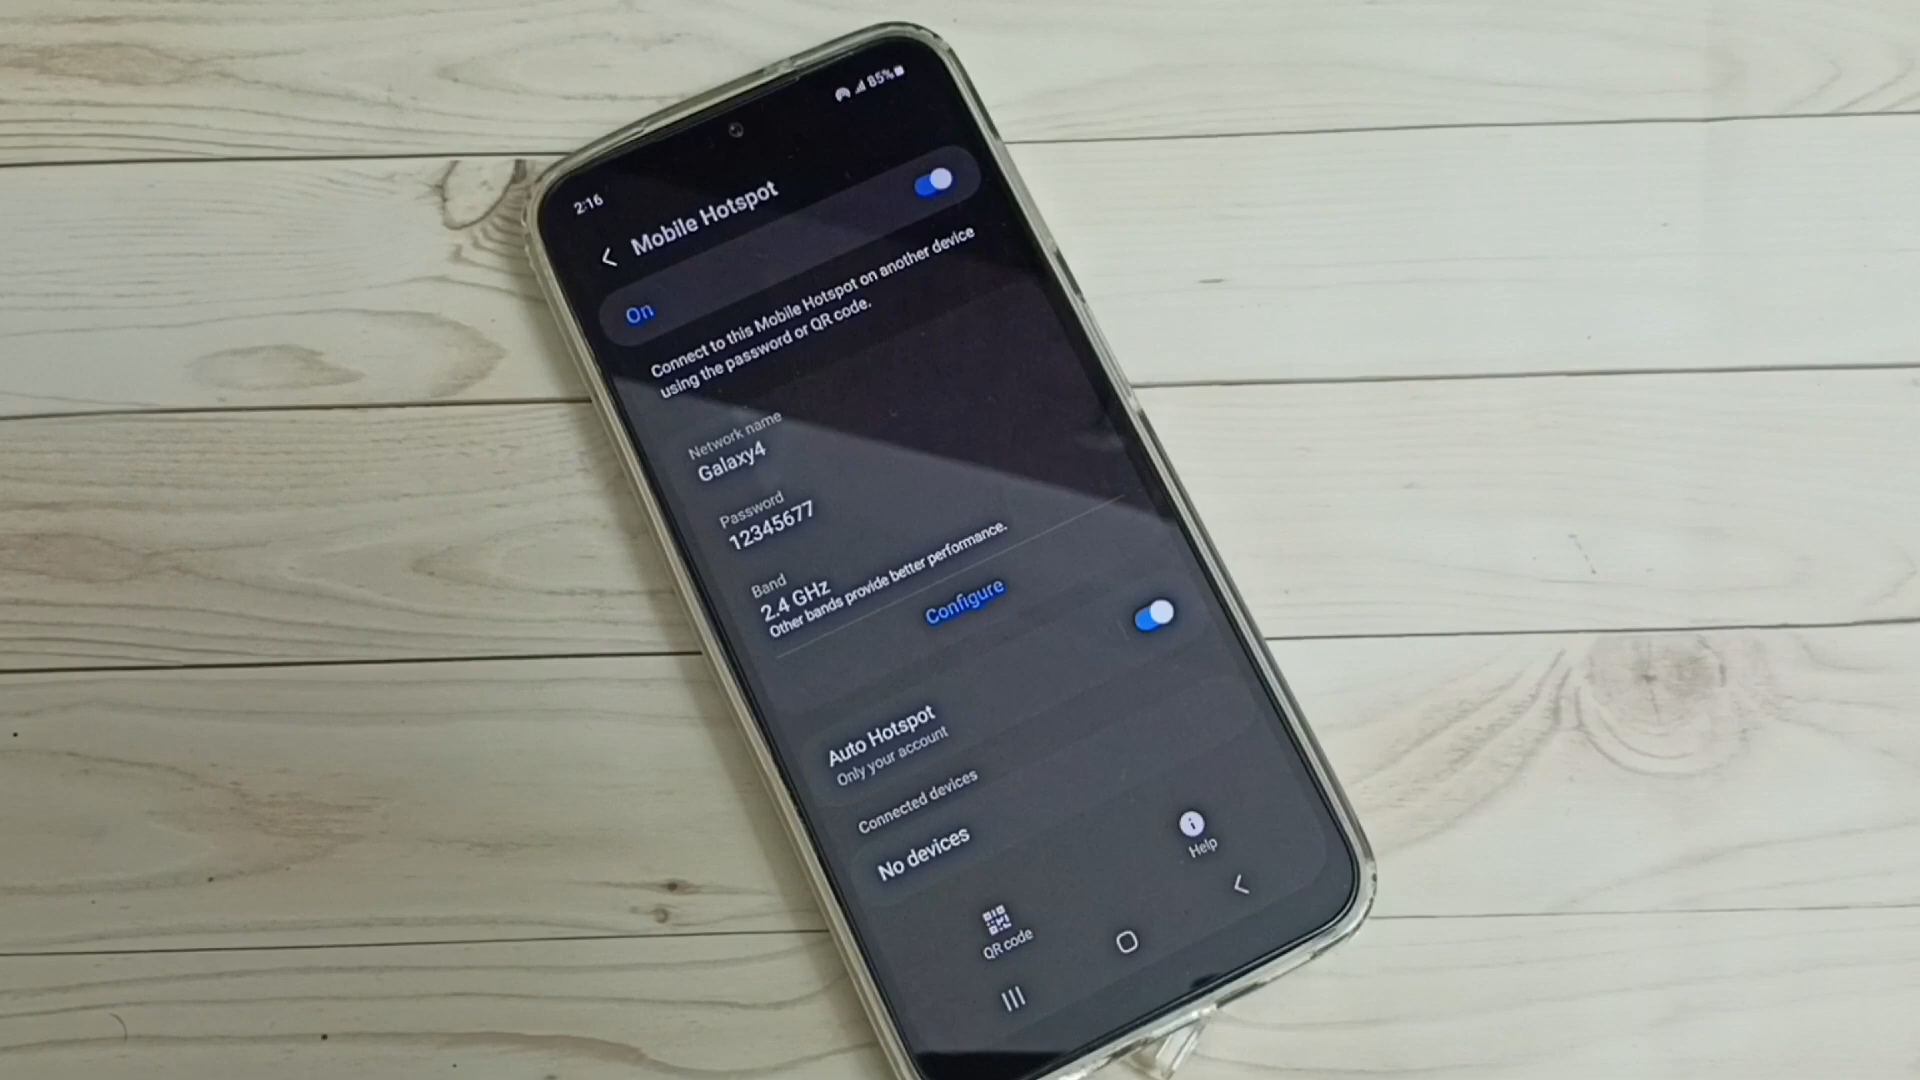 2:16
85%
Mobile Hotspot
On
Connect to this Mobile Hotspot on another device
using the password or QR code.
Network name
Galaxy4
Password
12345677
Band
2.4 GHz
Other bands provide better performance.
Configure
Auto Hotspot
Only your account
Connected devices
No devices
QR code
Help